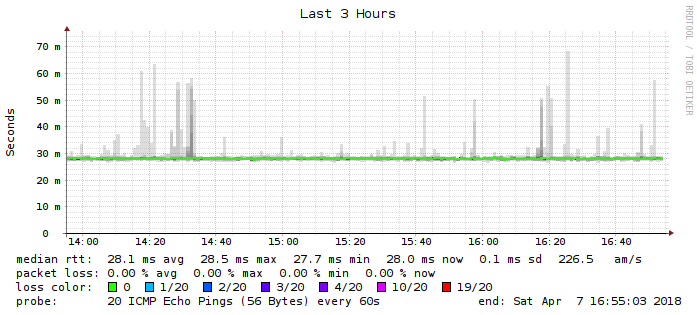 Last 3 Hours
RRDTOOL / TOBI OETIKER
Seconds
70 m
60 m
50 m
40 m
30 m
20 m
10 m
0
14:00 14:20 14:40 15:00 15:20 15:40 16:00 16:20 16:40
median rtt: 28.1 ms avg 28.5 ms max 27.7 ms min 28.0 ms now 0.1 ms sd 226.5 am/s
packet loss: 0.00 % avg 0.00 % max 0.00 % min 0.00 % now
loss color: 0 1/20 2/20 3/20 4/20 10/20 19/20
probe: 20 ICMP Echo Pings (56 Bytes) every 60s end: Sat Apr 7 16:55:03 2018